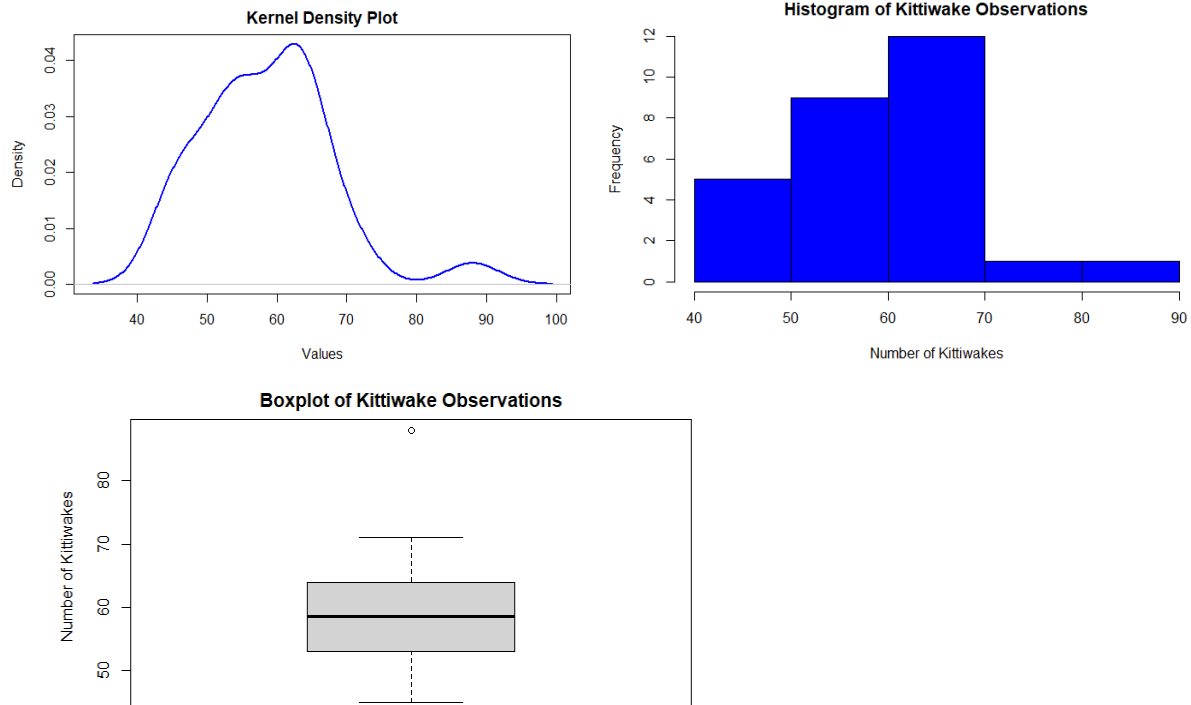 Kernel Density Plot
Density
0.00 0.01 0.02 0.03 0.04
40 50 60 70 80 90 100
Values
Histogram of Kittiwake Observations
Frequency
0 2 4 6 8 10 12
40 50 60 70 80 90
Number of Kittiwakes
Boxplot of Kittiwake Observations
Number of Kittiwakes
50 60 70 80